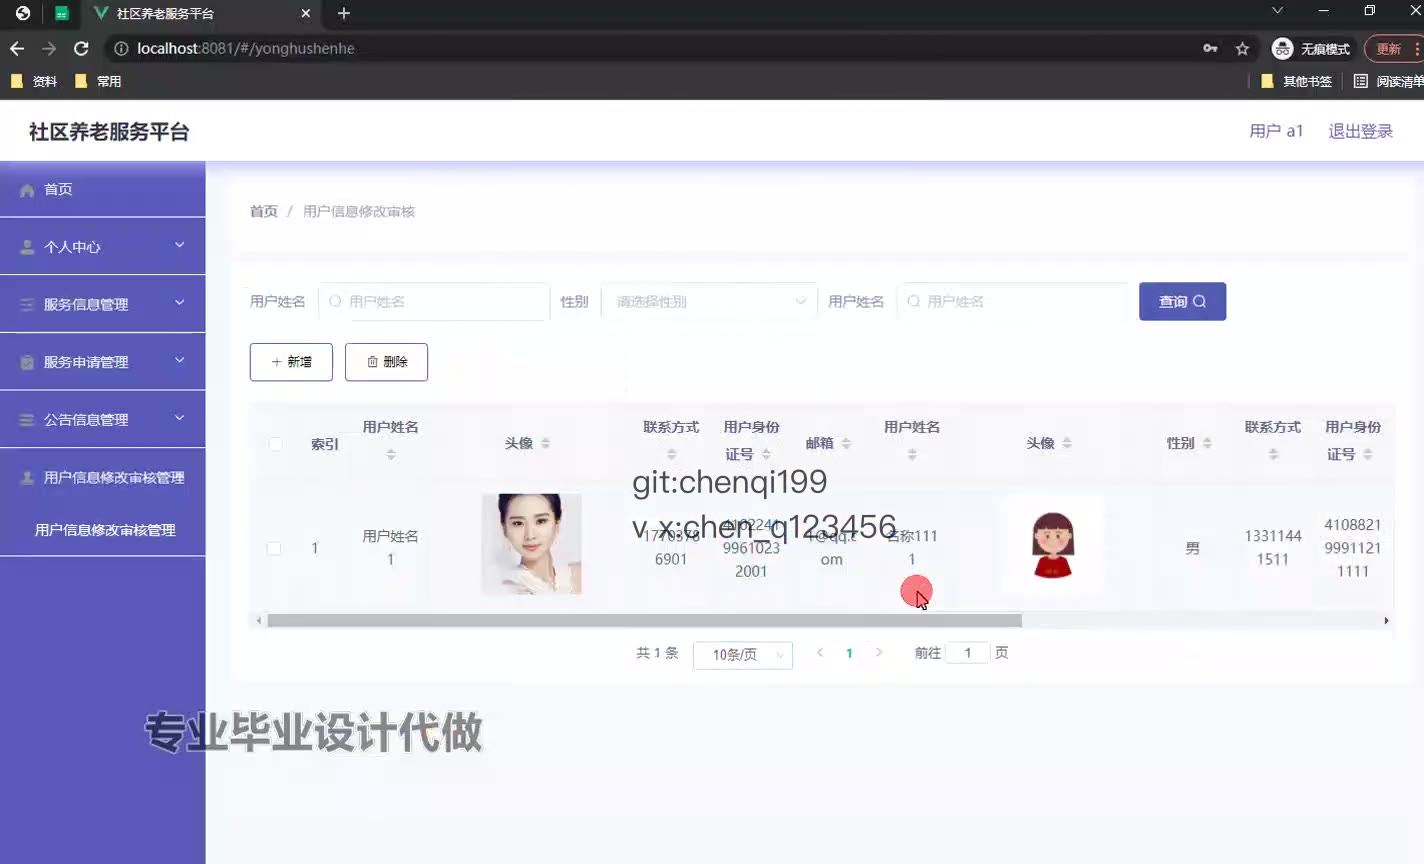 社区养老服务平台
localhost:8081/#/yonghushenhe
无痕模式
更新
资料
常用
其他书签
阅读清单
社区养老服务平台
用户 a1
退出登录
首页
个人中心
服务信息管理
服务申请管理
公告信息管理
用户信息修改审核管理
用户信息修改审核管理
首页 / 用户信息修改审核
用户姓名 用户姓名 性别 请选择性别 用户姓名 用户姓名 查询
新增 删除
索引 用户姓名 头像 联系方式 用户身份证号 邮箱 用户姓名 头像 性别 联系方式 用户身份证号
git:chenqi199
v x:chen_q123456
1
用户姓名
1
6901
9961023
2001
om
名称111
1
男
1331144
1511
4108821
9991121
1111
共 1 条 10条/页 1 前往 1 页
专业毕业设计代做